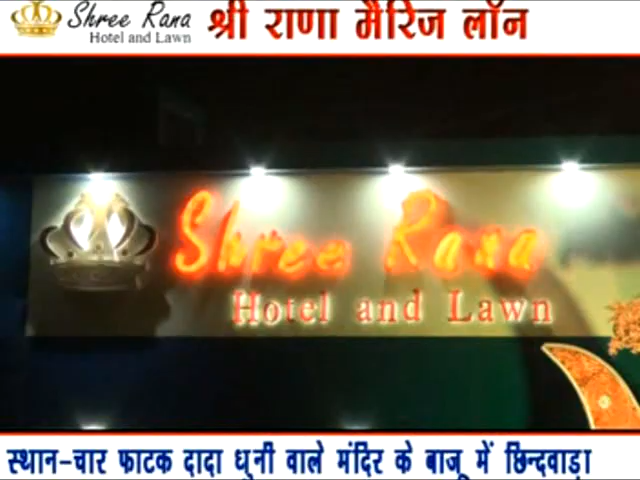 Shree Rana श्री राणा मैरिज लॉन
Hotel and Lawn
Shree Rana
Hotel and Lawn
स्थान-चार फाटक दादा धुनी वाले मंदिर के बाजू में छिन्दवाड़ा